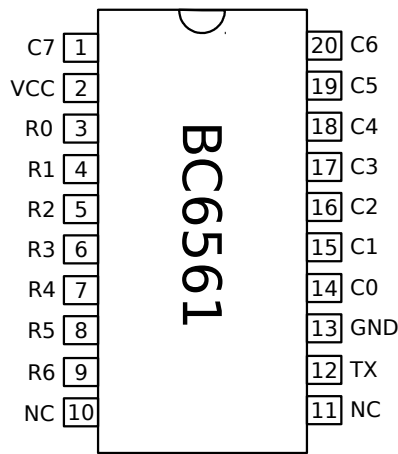 C7 1
VCC 2
R0 3
R1 4
R2 5
R3 6
R4 7
R5 8
R6 9
NC 10
BC6561
20 C6
19 C5
18 C4
17 C3
16 C2
15 C1
14 C0
13 GND
12 TX
11 NC